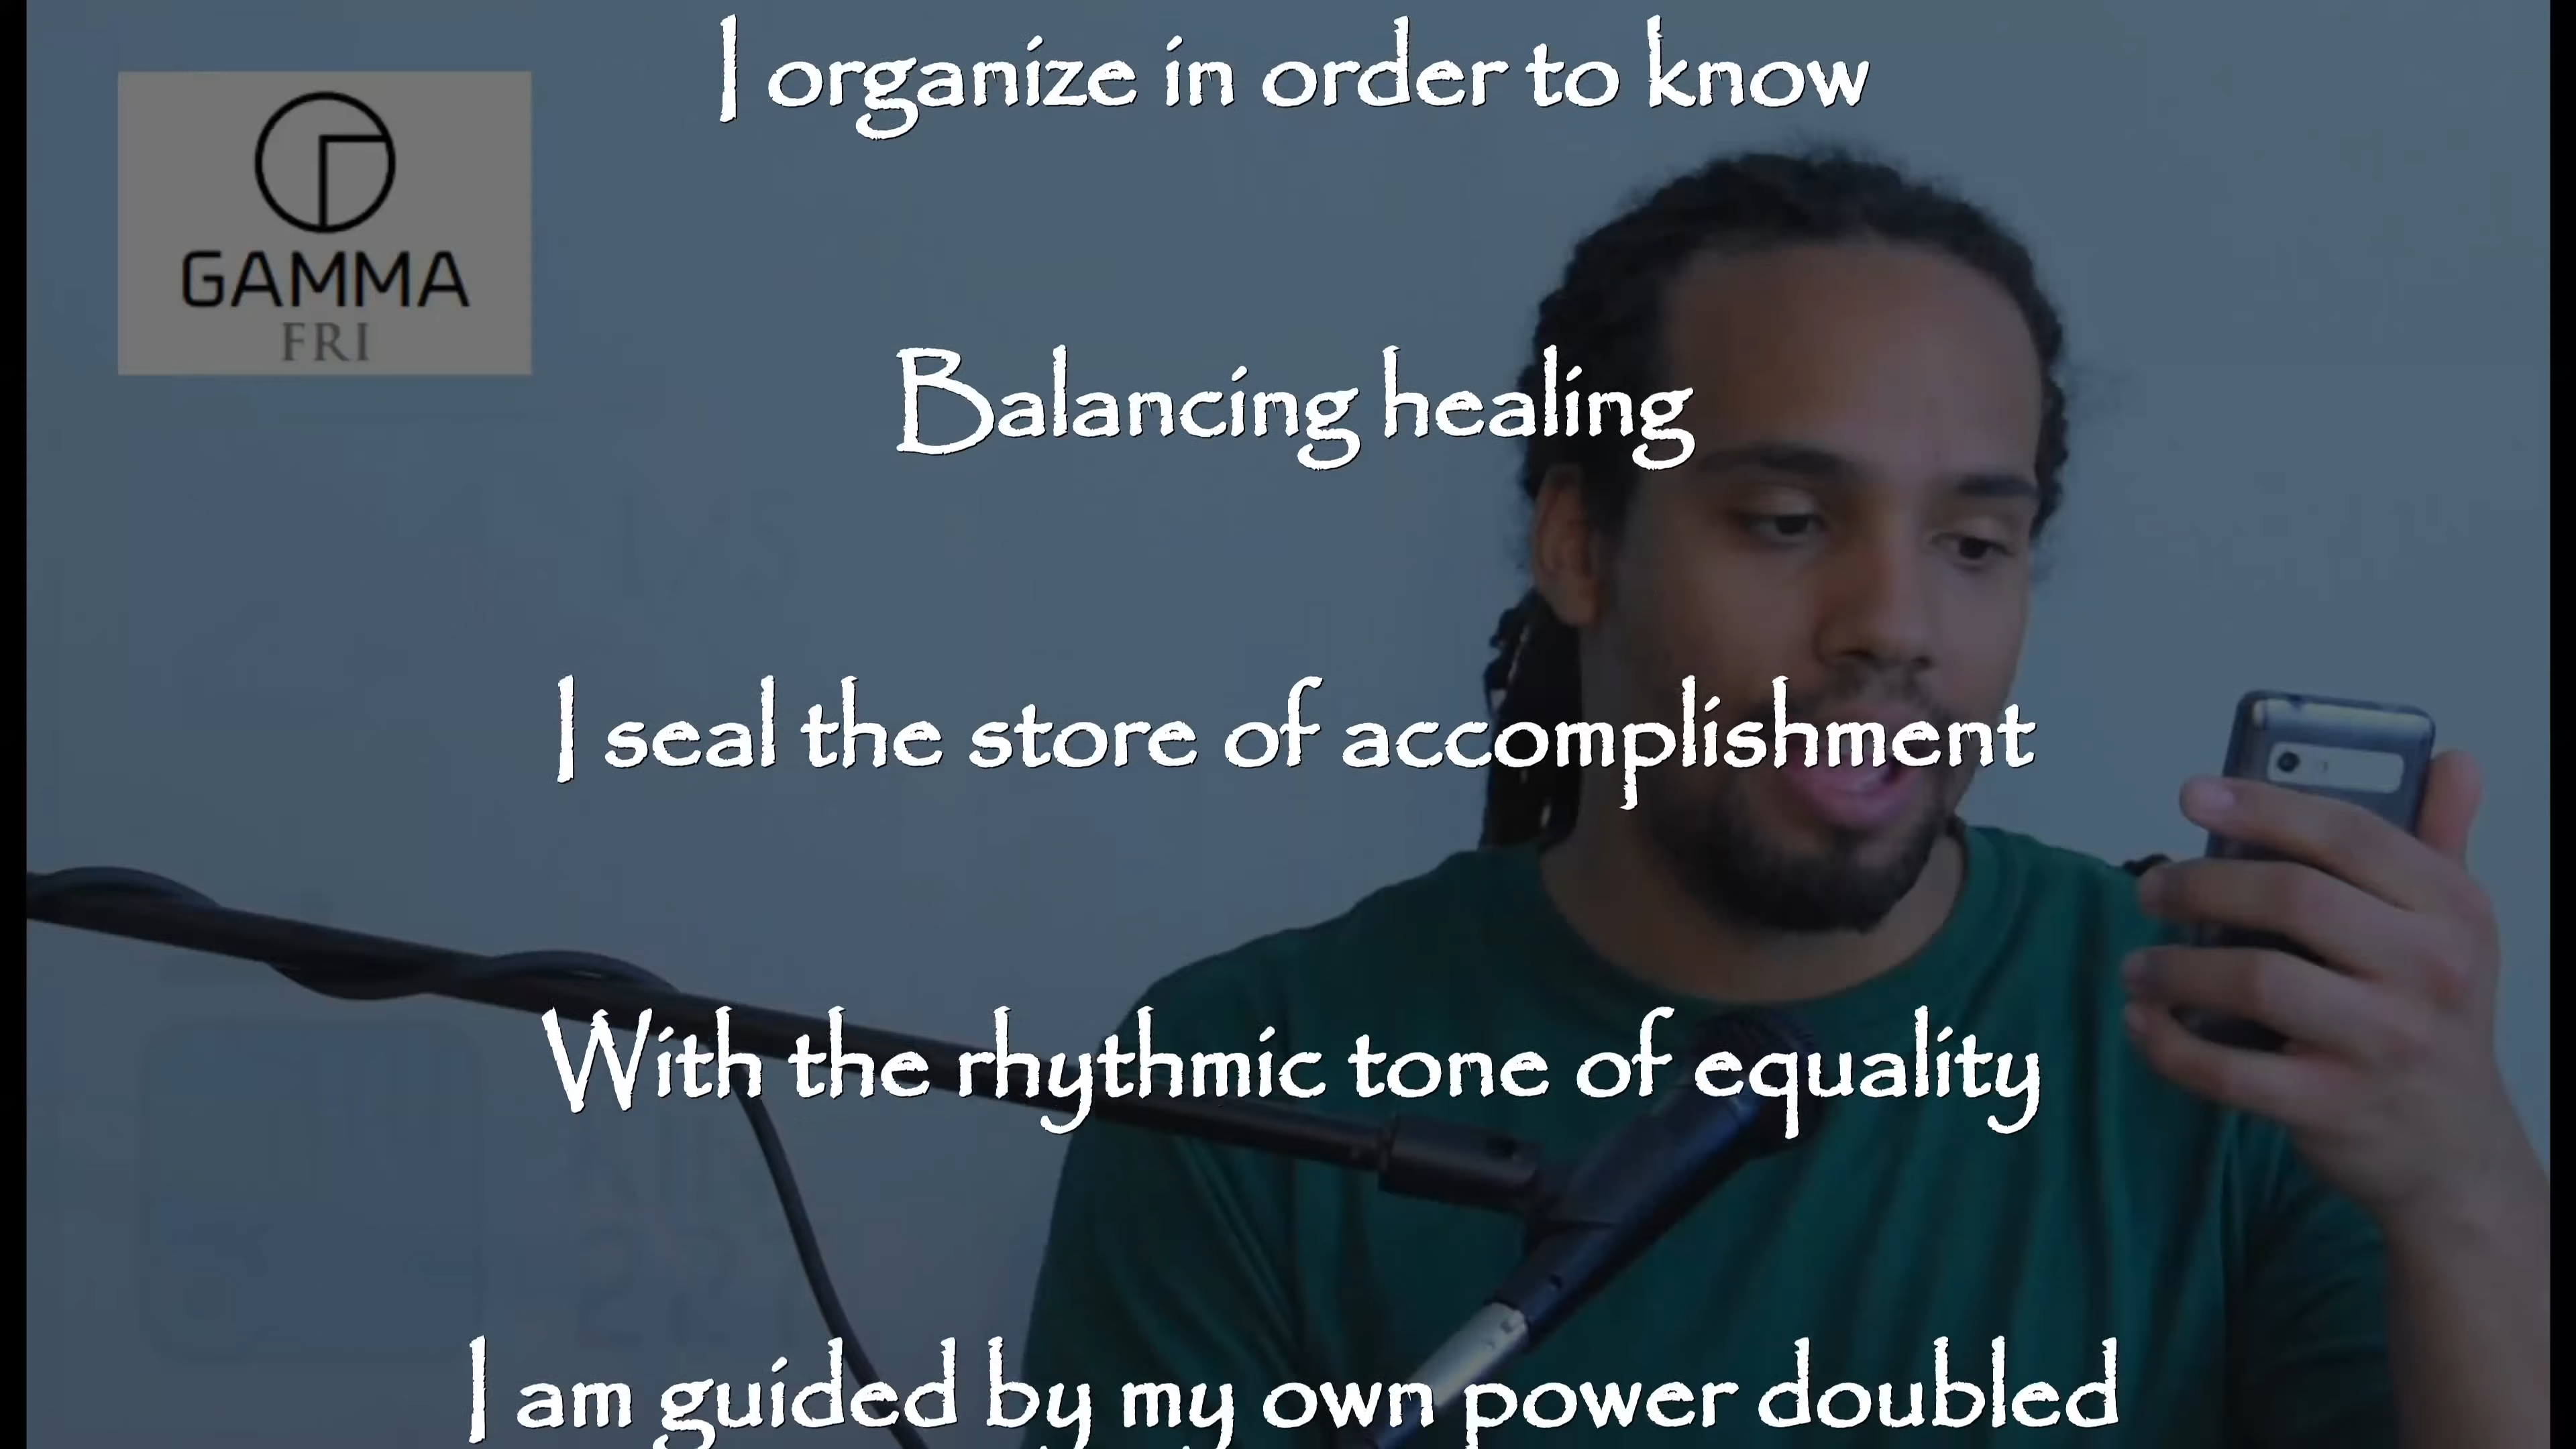 I organize in order to know
GAMMA
FRI
Balancing healing
I seal the store of accomplishment
With the rhythmic tone of equality
I am guided by my own power doubled